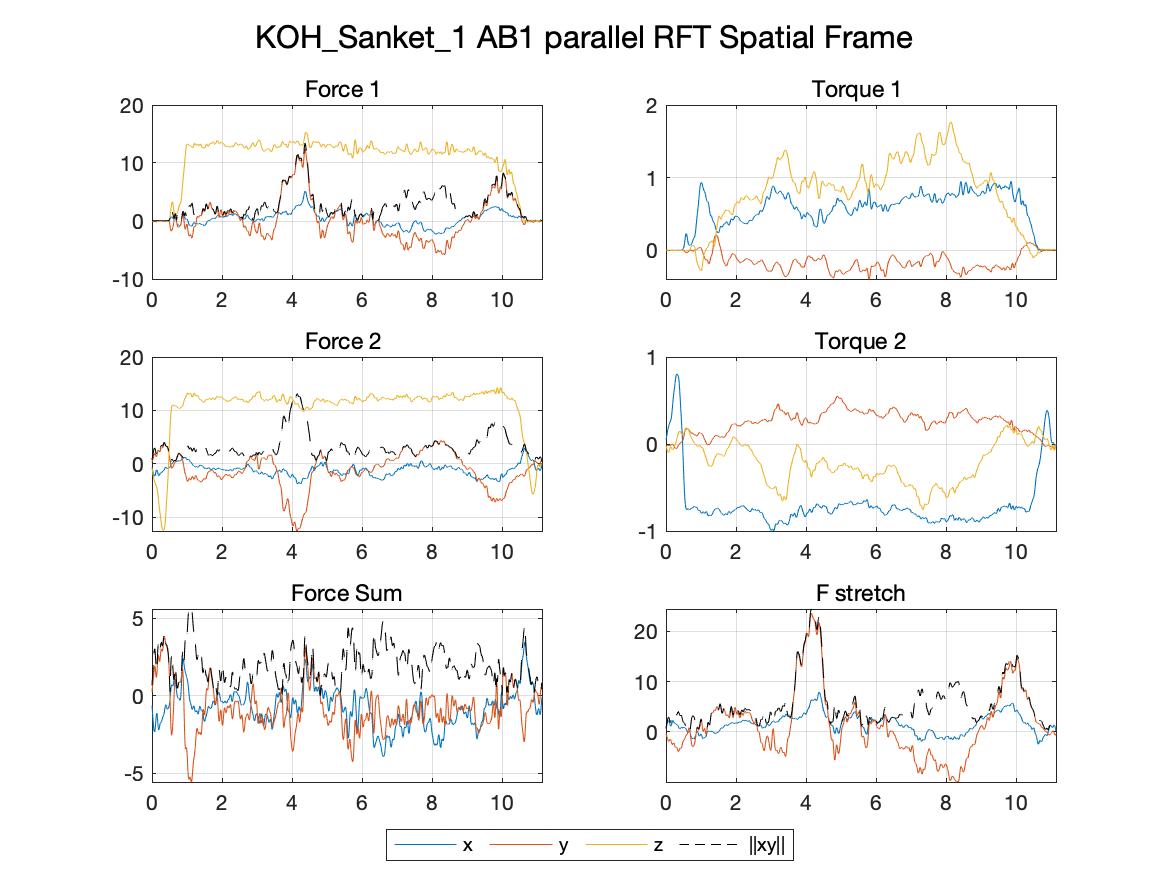 KOH_Sanket_1 AB1 parallel RFT Spatial Frame
Force 1
20
10
0
-10
0 2 4 6 8 10
Torque 1
2
1
0
0 2 4 6 8 10
Force 2
20
10
0
-10
0 2 4 6 8 10
Torque 2
1
0
-1
0 2 4 6 8 10
Force Sum
5
0
-5
0 2 4 6 8 10
F stretch
20
10
0
0 2 4 6 8 10
x y z ||xy||